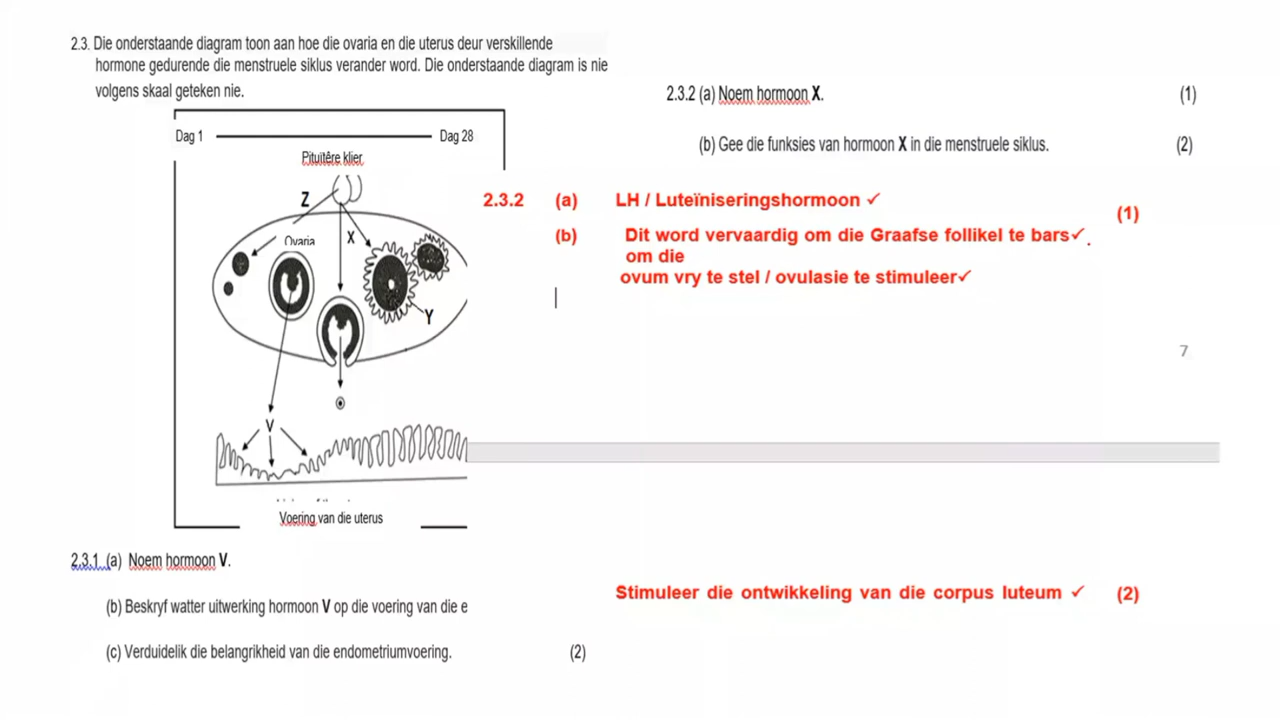 2.3. Die onderstaande diagram toon aan hoe die ovaria en die uterus deur verskillende
hormone gedurende die menstruele siklus verander word. Die onderstaande diagram is nie
volgens skaal geteken nie.
Dag 1
Dag 28
Pituïtêre klier
Z
Ovaria
X
Y
V
Voering van die uterus
2.3.1 (a) Noem hormoon V.
(b) Beskryf watter uitwerking hormoon V op die voering van die e
(c) Verduidelik die belangrikheid van die endometriumvoering. (2)
2.3.2 (a) Noem hormoon X. (1)
(b) Gee die funksies van hormoon X in die menstruele siklus. (2)
2.3.2 (a) LH / Luteïniseringshormoon ✓ (1)
(b) Dit word vervaardig om die Graafse follikel te bars✓.
om die
ovum vry te stel / ovulasie te stimuleer✓
7
Stimuleer die ontwikkeling van die corpus luteum ✓ (2)